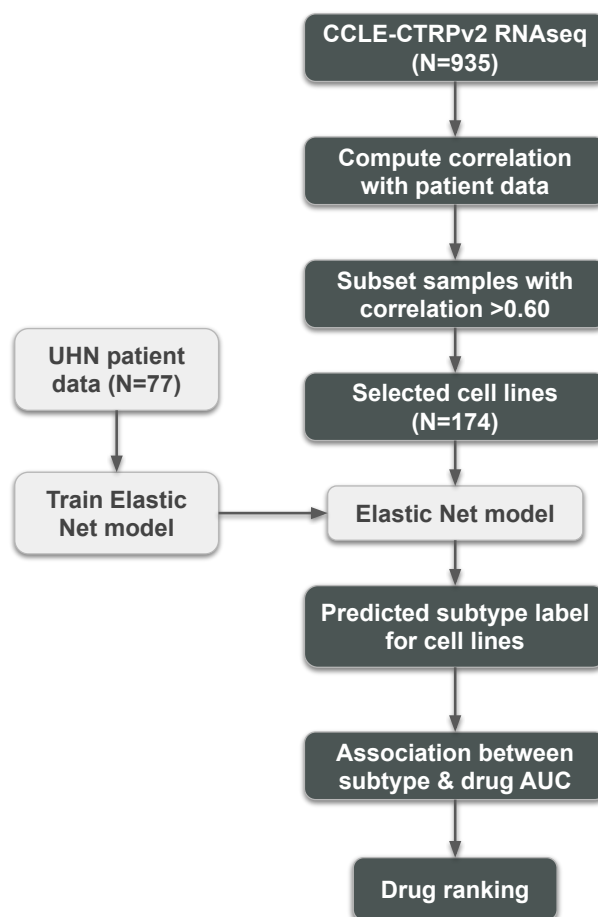 CCLE-CTRPv2 RNAseq
(N=935)
Compute correlation
with patient data
Subset samples with
correlation >0.60
UHN patient
data (N=77)
Selected cell lines
(N=174)
Train Elastic
Net model
Elastic Net model
Predicted subtype label
for cell lines
Association between
subtype & drug AUC
Drug ranking